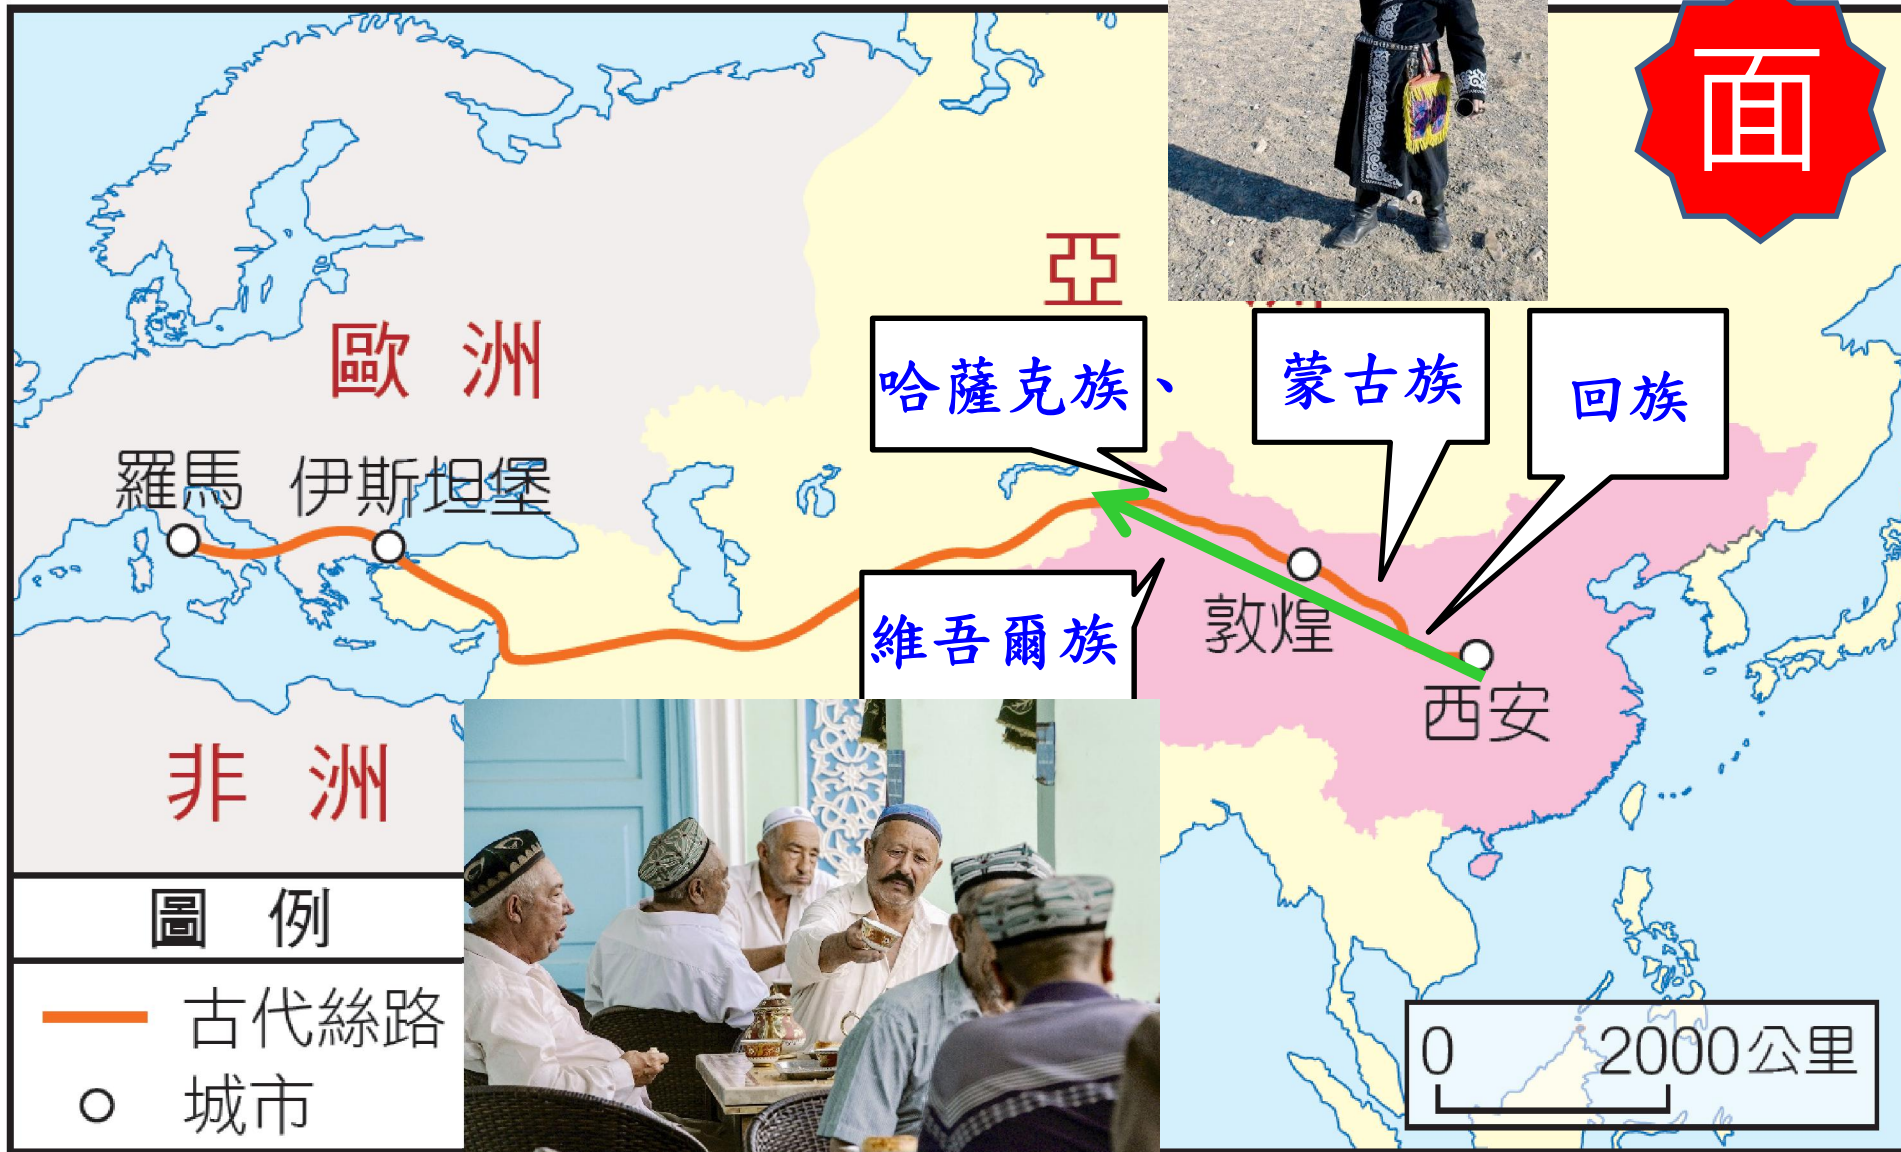 面
亞
歐洲
哈薩克族、
蒙古族
回族
羅馬
伊斯坦堡
敦煌
維吾爾族
西安
非洲
圖例
古代絲路
城市
0 2000公里